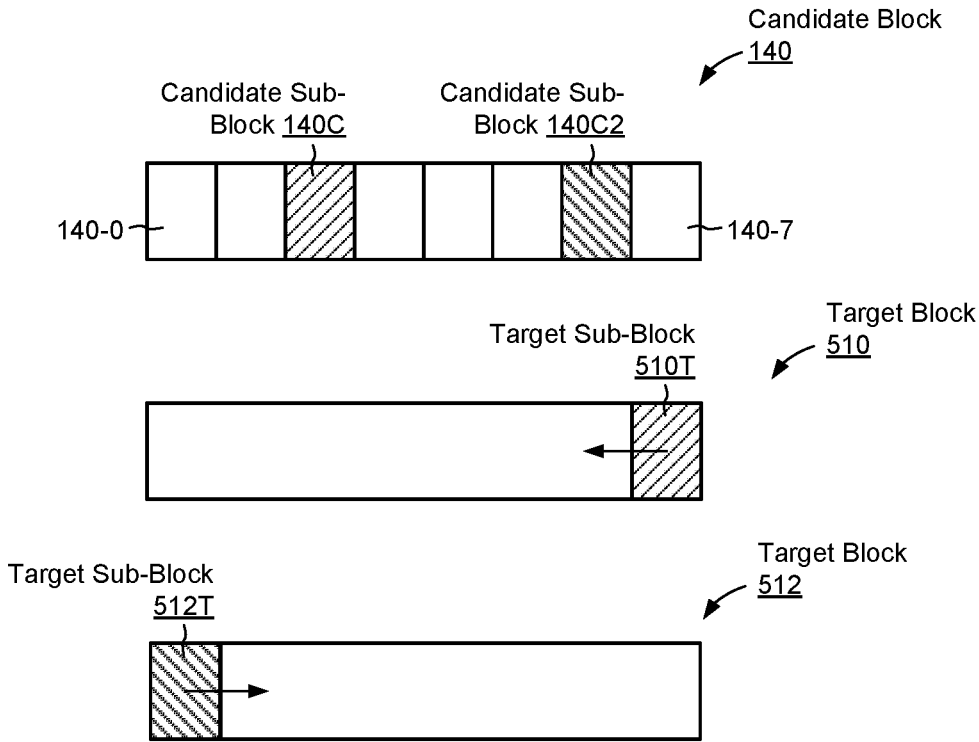 Candidate Block
140
Candidate Sub-
Block 140C
Candidate Sub-
Block 140C2
140-0
140-7
Target Block
510
Target Sub-Block
510T
Target Block
512
Target Sub-Block
512T